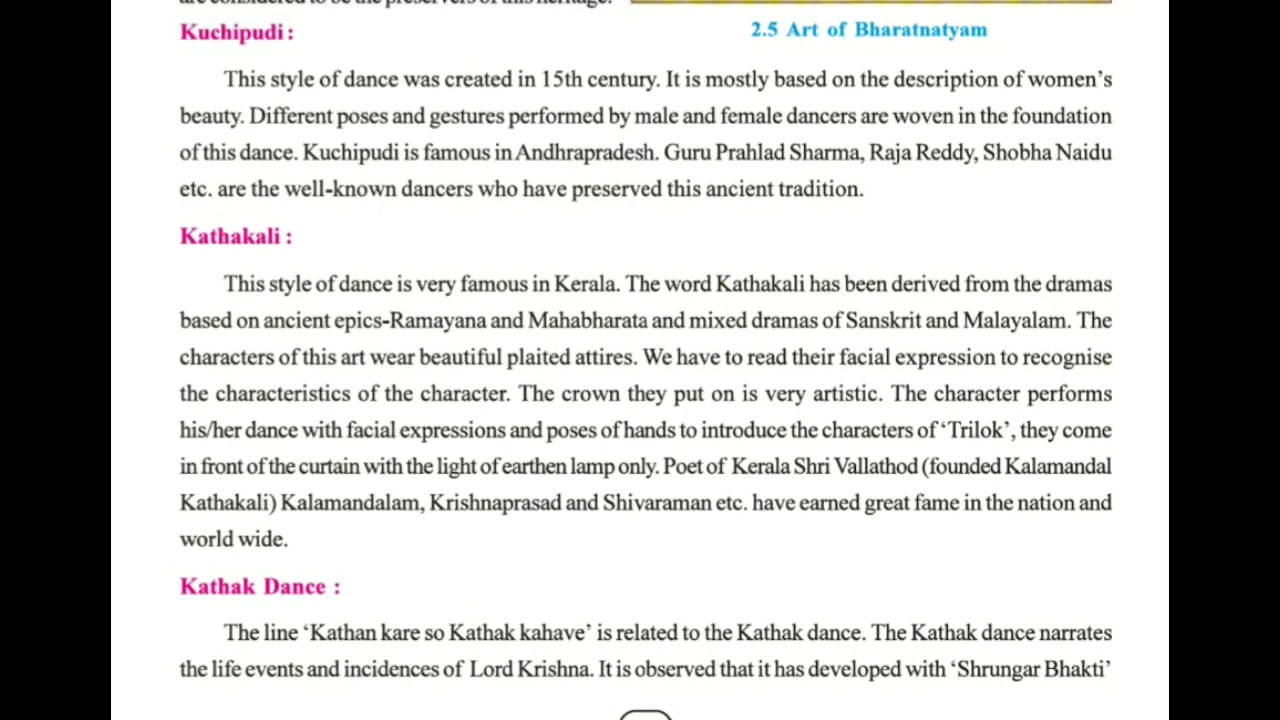 are considered to be the preservers of this heritage.
Kuchipudi :
2.5 Art of Bharatnatyam
This style of dance was created in 15th century. It is mostly based on the description of women's
beauty. Different poses and gestures performed by male and female dancers are woven in the foundation
of this dance. Kuchipudi is famous in Andhrapradesh. Guru Prahlad Sharma, Raja Reddy, Shobha Naidu
etc. are the well-known dancers who have preserved this ancient tradition.
Kathakali :
This style of dance is very famous in Kerala. The word Kathakali has been derived from the dramas
based on ancient epics-Ramayana and Mahabharata and mixed dramas of Sanskrit and Malayalam. The
characters of this art wear beautiful plaited attires. We have to read their facial expression to recognise
the characteristics of the character. The crown they put on is very artistic. The character performs
his/her dance with facial expressions and poses of hands to introduce the characters of ‘Trilok’, they come
in front of the curtain with the light of earthen lamp only. Poet of Kerala Shri Vallathod (founded Kalamandal
Kathakali) Kalamandalam, Krishnaprasad and Shivaraman etc. have earned great fame in the nation and
world wide.
Kathak Dance :
The line ‘Kathan kare so Kathak kahave’ is related to the Kathak dance. The Kathak dance narrates
the life events and incidences of Lord Krishna. It is observed that it has developed with ‘Shrungar Bhakti’